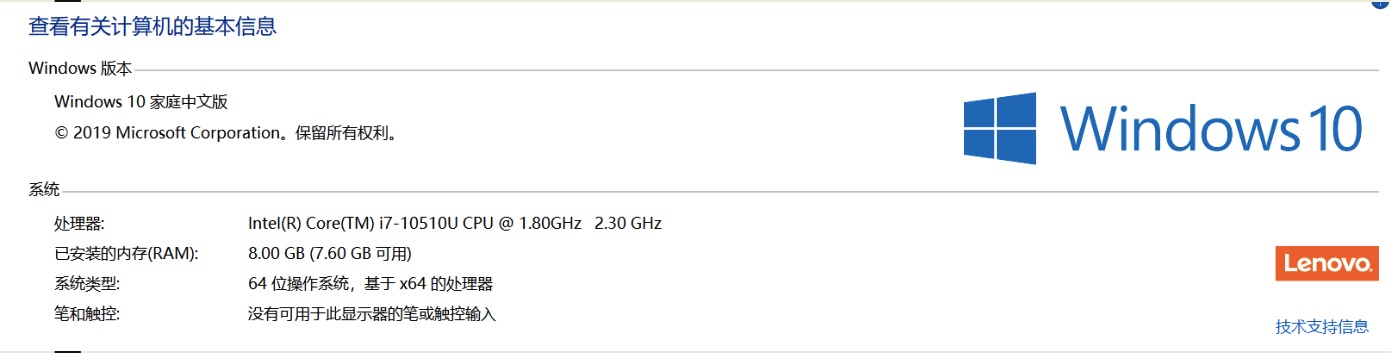 查看有关计算机的基本信息
Windows 版本
Windows 10 家庭中文版
© 2019 Microsoft Corporation。保留所有权利。
Windows 10
系统
处理器: Intel(R) Core(TM) i7-10510U CPU @ 1.80GHz 2.30 GHz
已安装的内存(RAM): 8.00 GB (7.60 GB 可用)
系统类型: 64 位操作系统，基于 x64 的处理器
笔和触控: 没有可用于此显示器的笔或触控输入
Lenovo.
技术支持信息